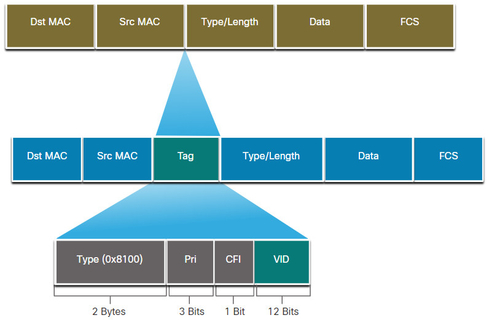 Dst MAC Src MAC Type/Length Data FCS
Dst MAC Src MAC Tag Type/Length Data FCS
Type (0x8100) Pri CFI VID
2 Bytes 3 Bits 1 Bit 12 Bits